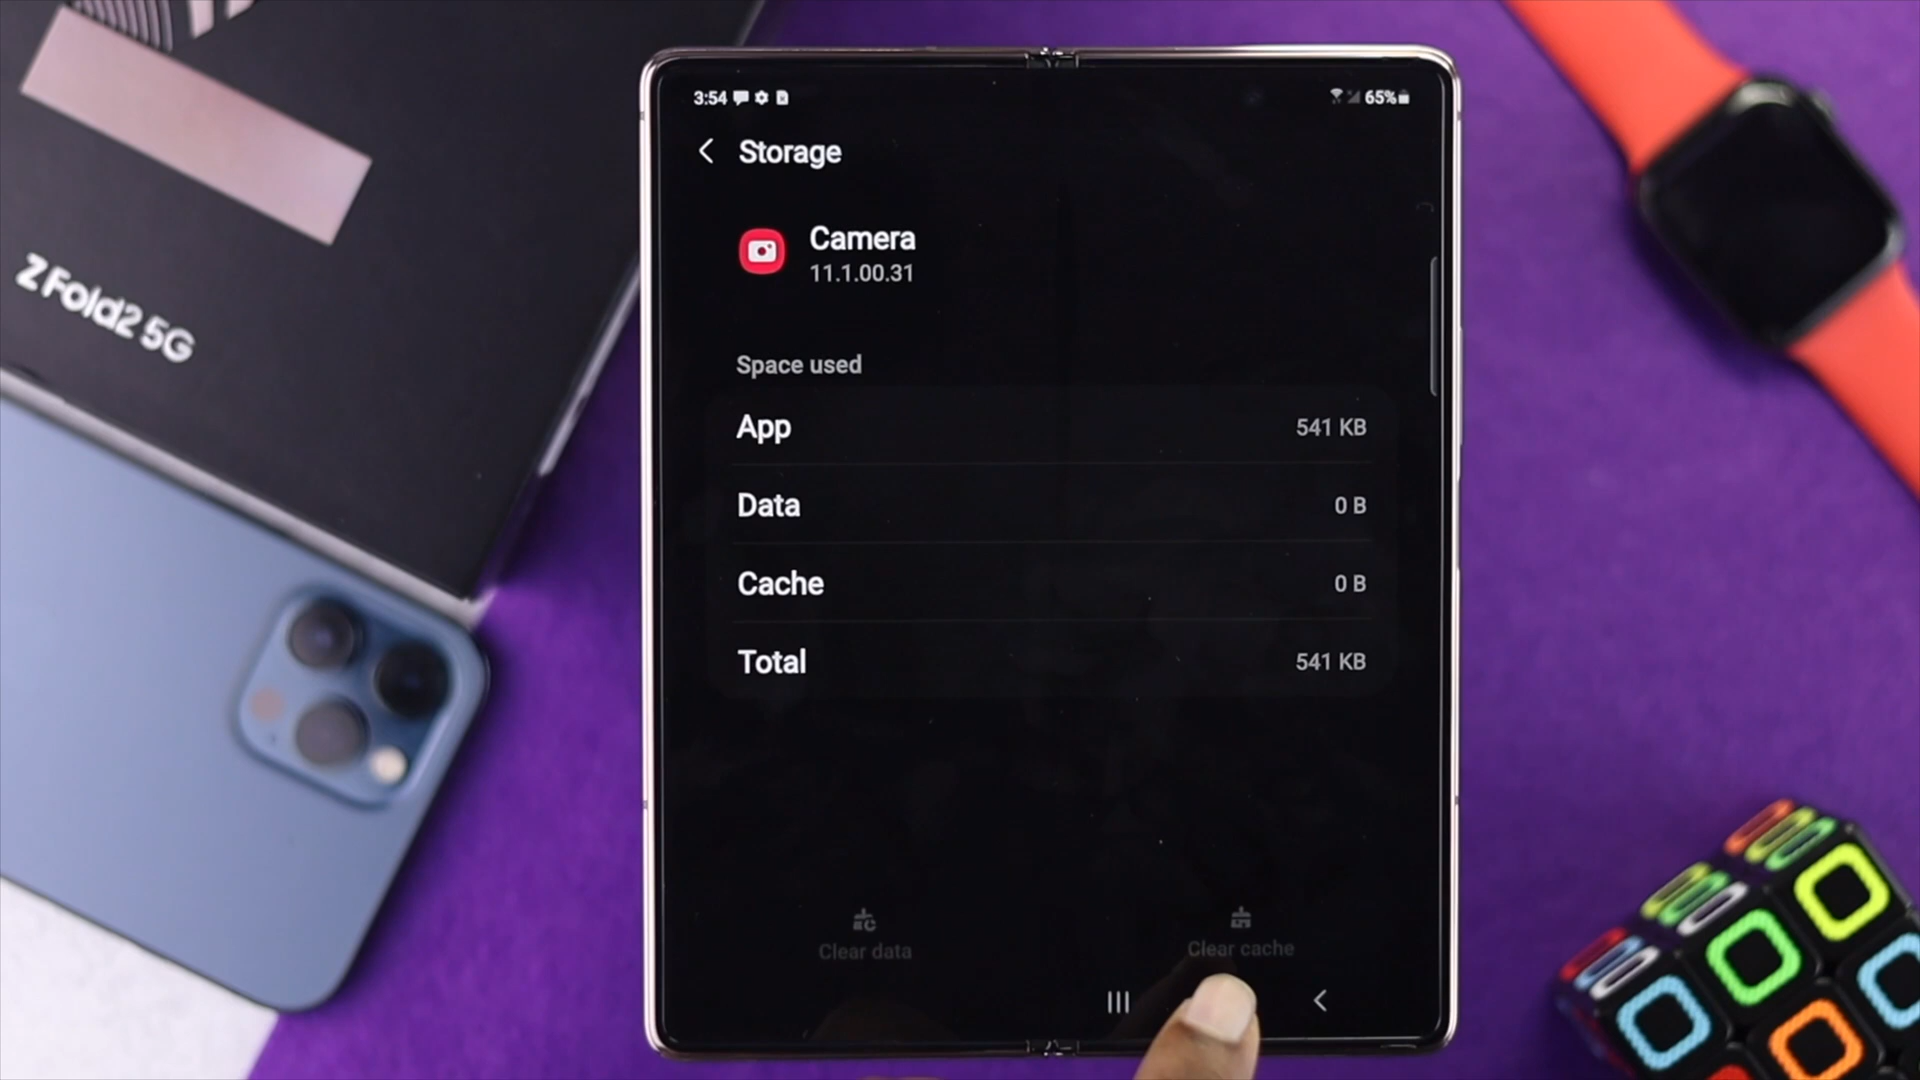 Z Fold2 5G
3:54
65%
Storage
Camera
11.1.00.31
Space used
App 541 KB
Data 0 B
Cache 0 B
Total 541 KB
Clear data
Clear cache